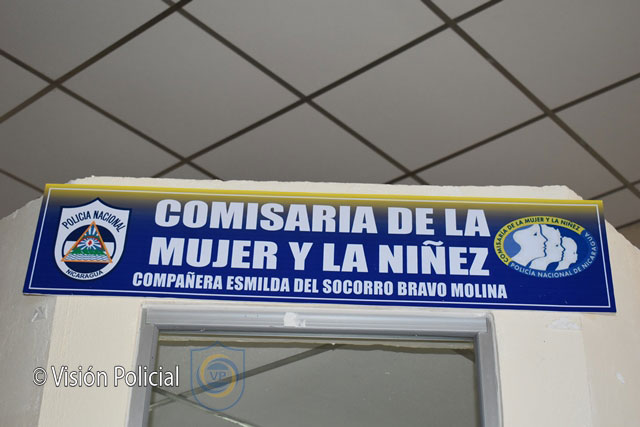 POLICÍA NACIONAL
NICARAGUA
COMISARIA DE LA
MUJER Y LA NIÑEZ
COMPAÑERA ESMILDA DEL SOCORRO BRAVO MOLINA
COMISARIA DE LA MUJER Y LA NIÑEZ
POLICIA NACIONAL DE NICARAGUA
© Visión Policial
VP